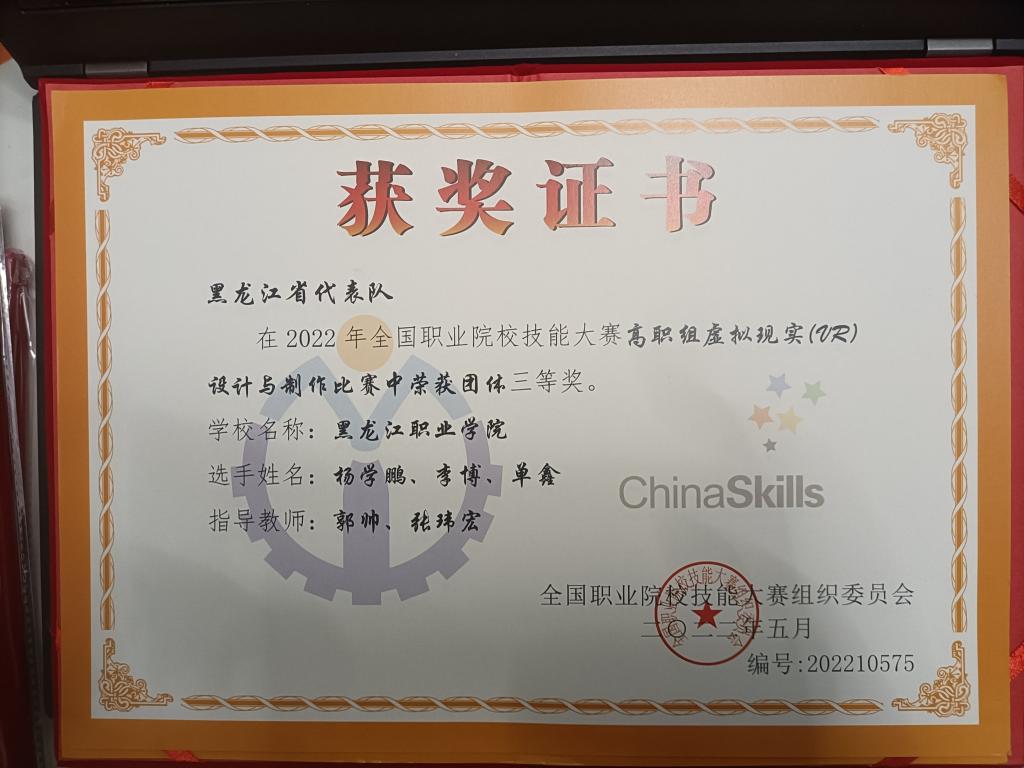 获奖证书
黑龙江省代表队
在2022年全国职业院校技能大赛高职组虚拟现实(VR)
设计与制作比赛中荣获团体三等奖。
学校名称：黑龙江职业学院
选手姓名：杨学鹏、李博、单鑫
指导教师：郭帅、张玮宏
ChinaSkills
全国职业院校技能大赛组织委员会
二〇二二年五月
编号:202210575